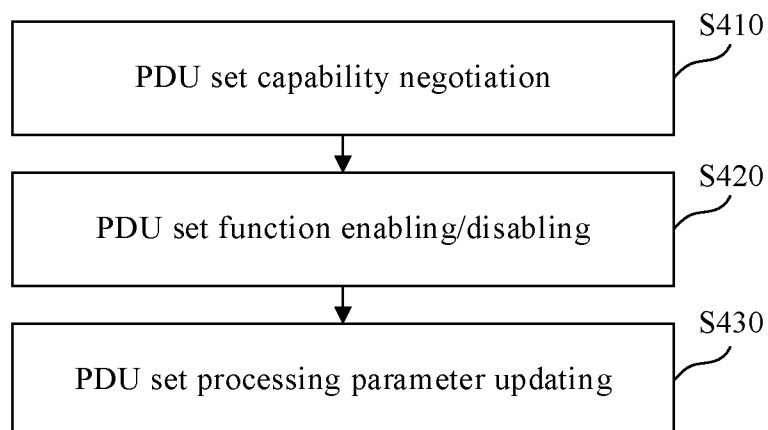 S410
PDU set capability negotiation
S420
PDU set function enabling/disabling
S430
PDU set processing parameter updating